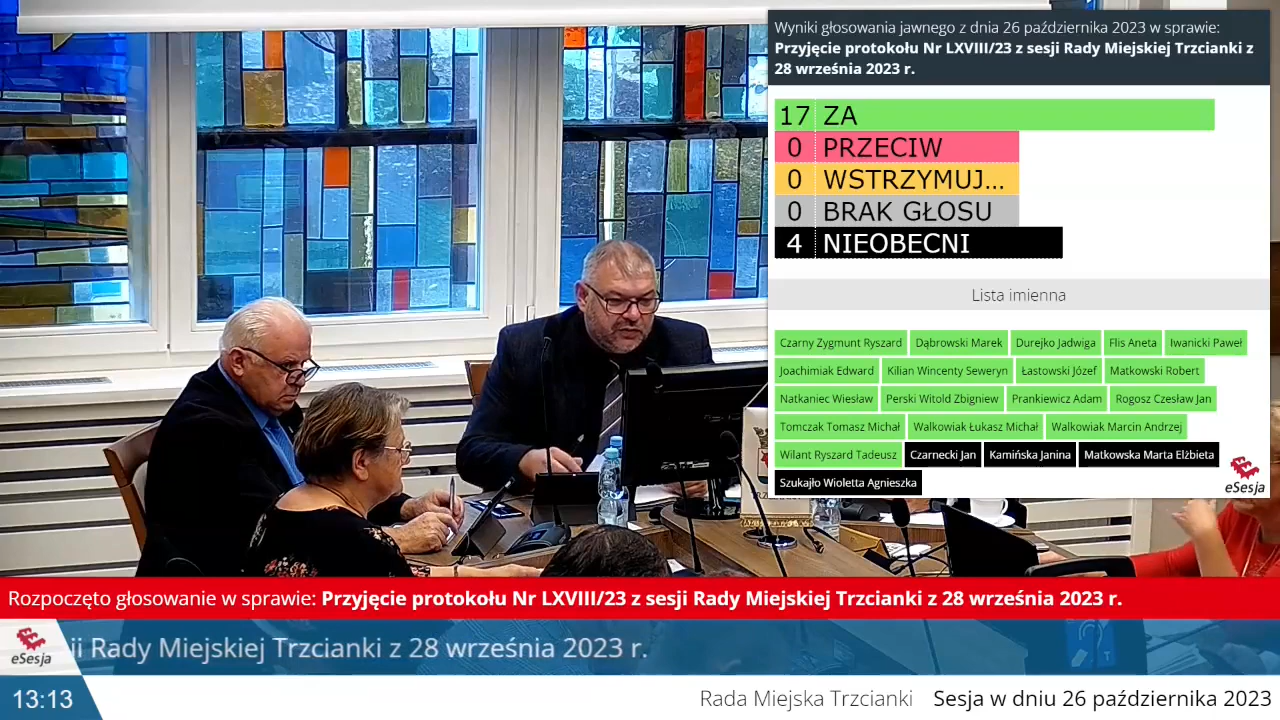 Wyniki głosowania jawnego z dnia 26 października 2023 w sprawie:
Przyjęcie protokołu Nr LXVIII/23 z sesji Rady Miejskiej Trzcianki z
28 września 2023 r.
17 ZA
0 PRZECIW
0 WSTRZYMUJ...
0 BRAK GŁOSU
4 NIEOBECNI
Lista imienna
Czarny Zygmunt Ryszard Dąbrowski Marek Durejko Jadwiga Flis Aneta Iwanicki Paweł
Joachimiak Edward Kilian Wincenty Seweryn Łastowski Józef Matkowski Robert
Natkaniec Wiesław Perski Witold Zbigniew Prankiewicz Adam Rogosz Czesław Jan
Tomczak Tomasz Michał Walkowiak Łukasz Michał Walkowiak Marcin Andrzej
Wilant Ryszard Tadeusz Czarnecki Jan Kamińska Janina Matkowska Marta Elżbieta
Szukajło Wioletta Agnieszka
eSesja
Rozpoczęto głosowanie w sprawie: Przyjęcie protokołu Nr LXVIII/23 z sesji Rady Miejskiej Trzcianki z 28 września 2023 r.
eSesja
ji Rady Miejskiej Trzcianki z 28 września 2023 r.
13:13
Rada Miejska Trzcianki Sesja w dniu 26 października 2023